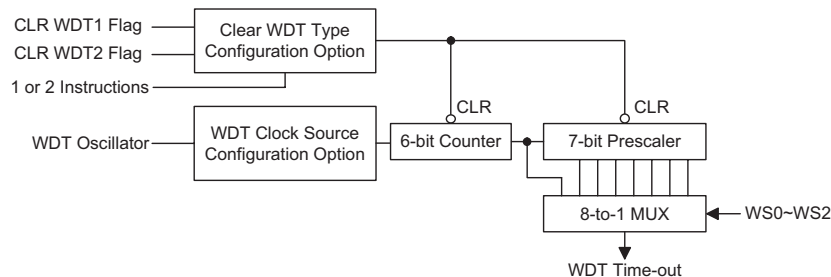 CLR WDT1 Flag
CLR WDT2 Flag
1 or 2 Instructions
Clear WDT Type
Configuration Option
CLR
CLR
WDT Oscillator
WDT Clock Source
Configuration Option
6-bit Counter
7-bit Prescaler
8-to-1 MUX
WS0~WS2
WDT Time-out